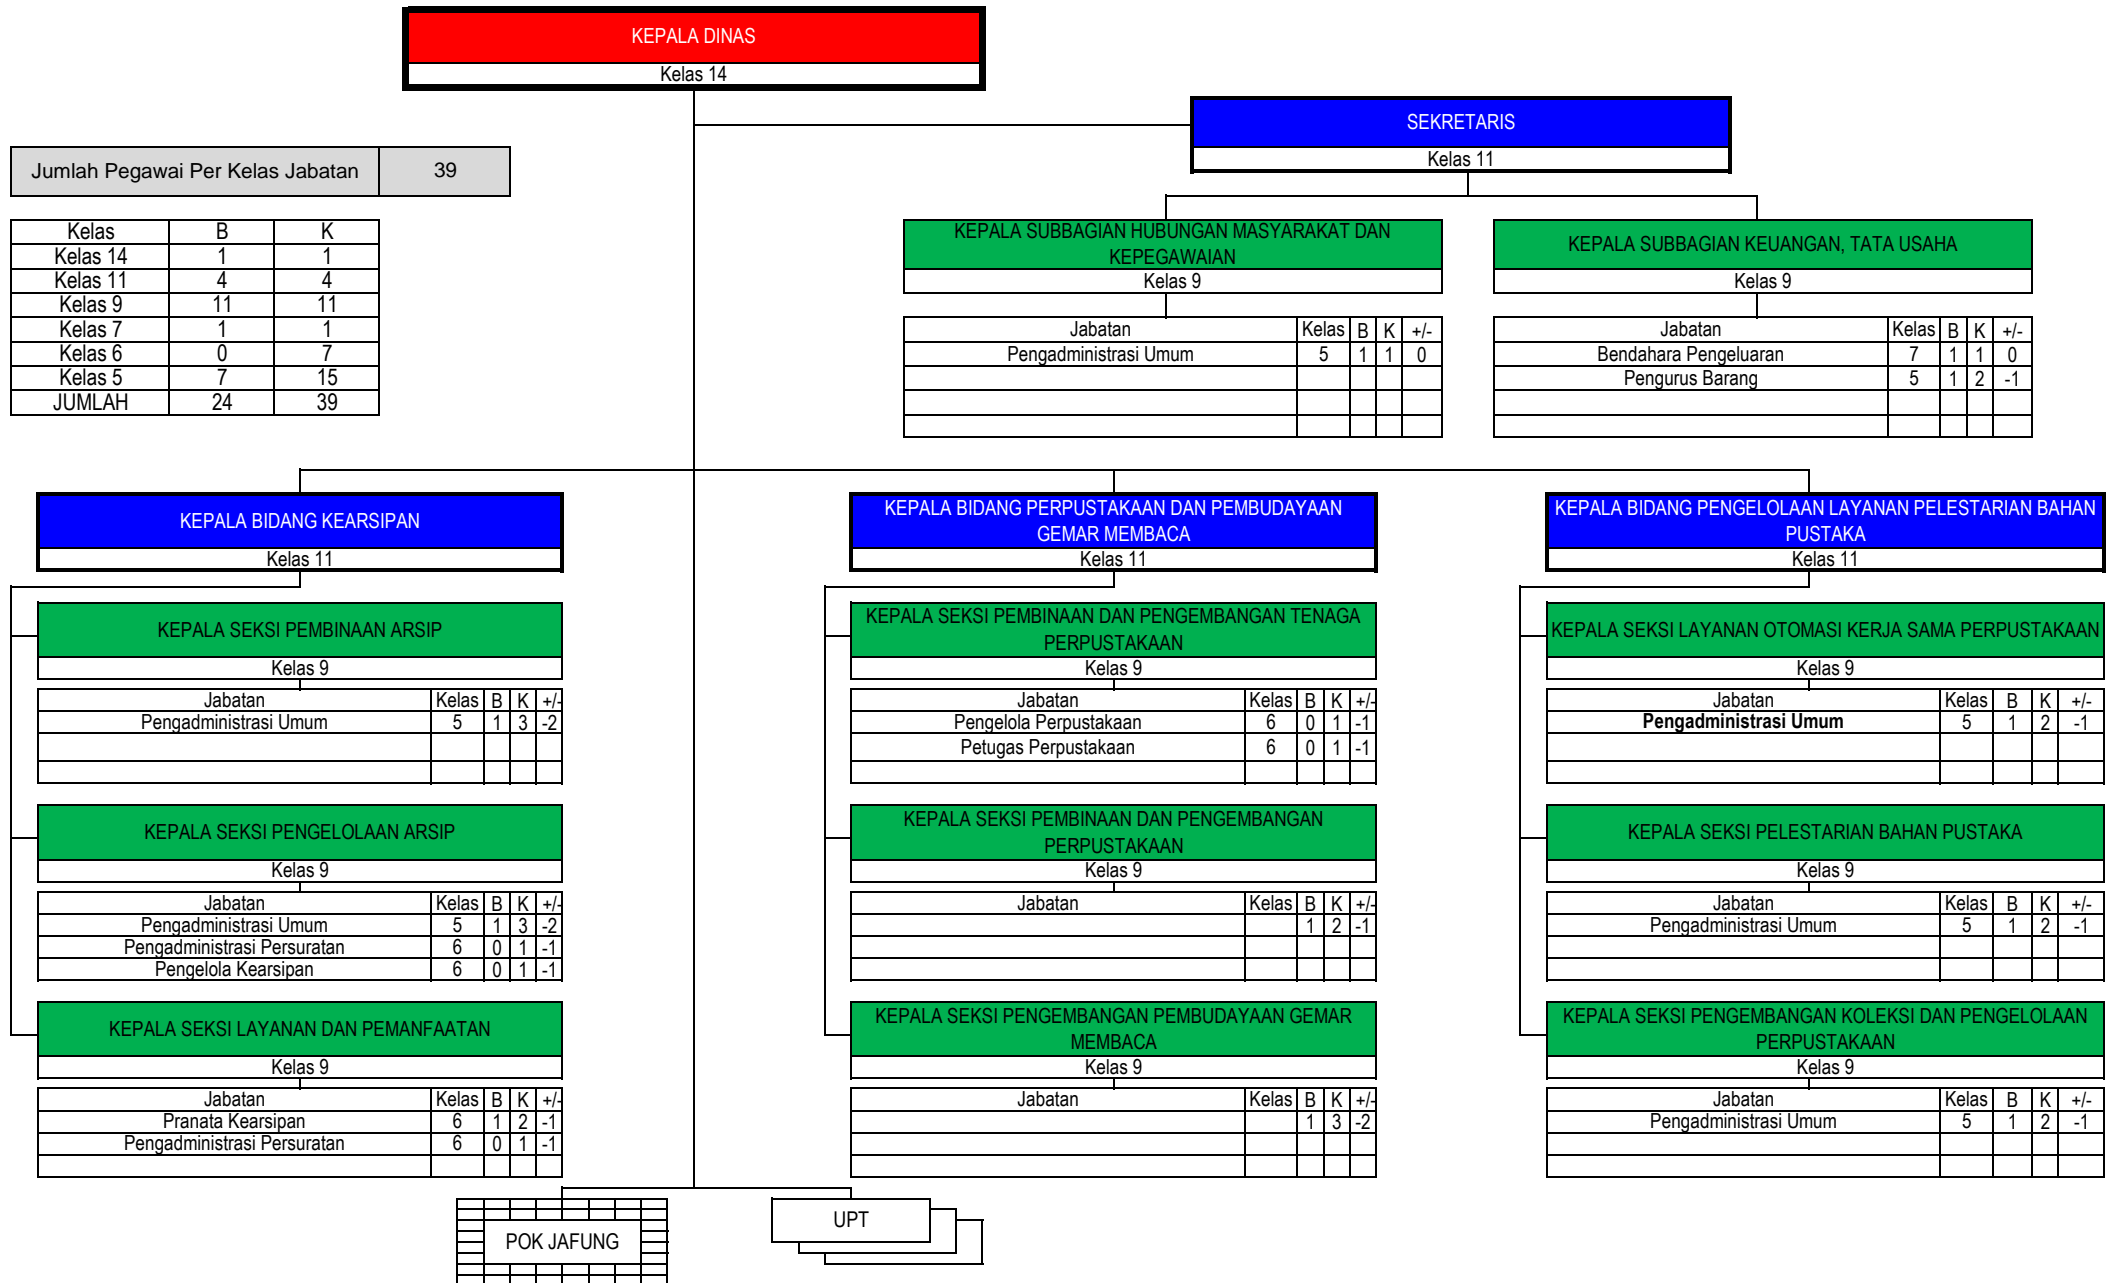 KEPALA DINAS
Kelas 14
SEKRETARIS
Kelas 11
Jumlah Pegawai Per Kelas Jabatan 39
Kelas B K
Kelas 14 1 1
Kelas 11 4 4
Kelas 9 11 11
Kelas 7 1 1
Kelas 6 0 7
Kelas 5 7 15
JUMLAH 24 39
KEPALA SUBBAGIAN HUBUNGAN MASYARAKAT DAN
KEPEGAWAIAN
Kelas 9
Jabatan Kelas B K +/-
Pengadministrasi Umum 5 1 1 0
KEPALA SUBBAGIAN KEUANGAN, TATA USAHA
Kelas 9
Jabatan Kelas B K +/-
Bendahara Pengeluaran 7 1 1 0
Pengurus Barang 5 1 2 -1
KEPALA BIDANG KEARSIPAN
Kelas 11
KEPALA SEKSI PEMBINAAN ARSIP
Kelas 9
Jabatan Kelas B K +/-
Pengadministrasi Umum 5 1 3 -2
KEPALA SEKSI PENGELOLAAN ARSIP
Kelas 9
Jabatan Kelas B K +/-
Pengadministrasi Umum 5 1 3 -2
Pengadministrasi Persuratan 6 0 1 -1
Pengelola Kearsipan 6 0 1 -1
KEPALA SEKSI LAYANAN DAN PEMANFAATAN
Kelas 9
Jabatan Kelas B K +/-
Pranata Kearsipan 6 1 2 -1
Pengadministrasi Persuratan 6 0 1 -1
KEPALA BIDANG PERPUSTAKAAN DAN PEMBUDAYAAN
GEMAR MEMBACA
Kelas 11
KEPALA SEKSI PEMBINAAN DAN PENGEMBANGAN TENAGA
PERPUSTAKAAN
Kelas 9
Jabatan Kelas B K +/-
Pengelola Perpustakaan 6 0 1 -1
Petugas Perpustakaan 6 0 1 -1
KEPALA SEKSI PEMBINAAN DAN PENGEMBANGAN
PERPUSTAKAAN
Kelas 9
Jabatan Kelas B K +/-
1 2 -1
KEPALA SEKSI PENGEMBANGAN PEMBUDAYAAN GEMAR
MEMBACA
Kelas 9
Jabatan Kelas B K +/-
1 3 -2
KEPALA BIDANG PENGELOLAAN LAYANAN PELESTARIAN BAHAN
PUSTAKA
Kelas 11
KEPALA SEKSI LAYANAN OTOMASI KERJA SAMA PERPUSTAKAAN
Kelas 9
Jabatan Kelas B K +/-
Pengadministrasi Umum 5 1 2 -1
KEPALA SEKSI PELESTARIAN BAHAN PUSTAKA
Kelas 9
Jabatan Kelas B K +/-
Pengadministrasi Umum 5 1 2 -1
KEPALA SEKSI PENGEMBANGAN KOLEKSI DAN PENGELOLAAN
PERPUSTAKAAN
Kelas 9
Jabatan Kelas B K +/-
Pengadministrasi Umum 5 1 2 -1
POK JAFUNG
UPT